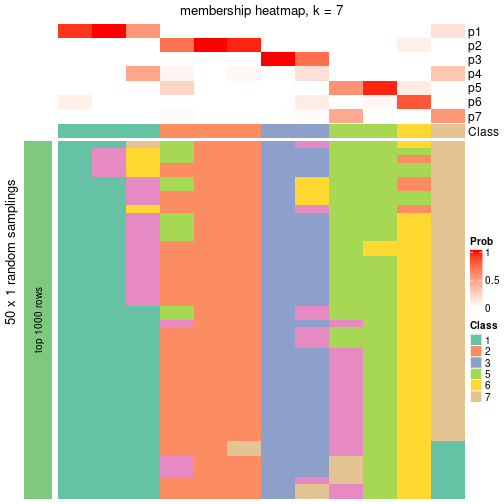 membership heatmap, k = 7
p1
p2
p3
p4
p5
p6
p7
Class
50 x 1 random samplings
top 1000 rows
Prob
1
0.5
0
Class
1
2
3
5
6
7